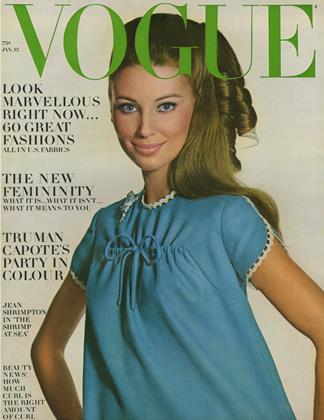 VOGUE
75¢
JAN. 15
LOOK
MARVELLOUS
RIGHT NOW...
60 GREAT
FASHIONS
ALL IN U.S. FABRICS
THE NEW
FEMININITY
WHAT IT IS...WHAT IT ISN'T...
WHAT IT MEANS TO YOU
TRUMAN
CAPOTE'S
PARTY IN
COLOUR
JEAN
SHRIMPTON
IN "THE
SHRIMP
AT SEA"
BEAUTY
NEWS:
HOW
MUCH
CURL IS
THE RIGHT
AMOUNT
OF CURL